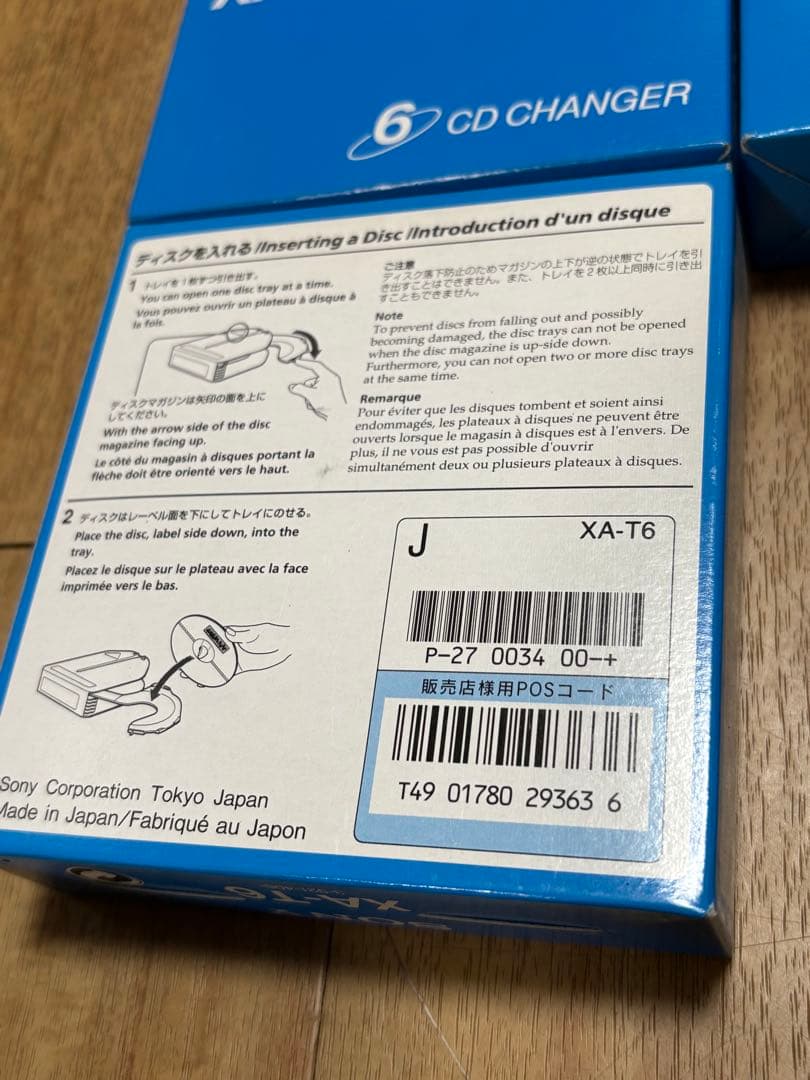 6 CD CHANGER
ディスクを入れる/Inserting a Disc/Introduction d'un disque
1 トレイを1枚ずつ引き出す。
You can open one disc tray at a time.
Vous pouvez ouvrir un plateau à disque à
la fois.
ディスクマガジンは矢印の面を上に
してください。
With the arrow side of the disc
magazine facing up.
Le côté du magasin à disques portant la
flèche doit être orienté vers le haut.
ご注意
ディスク落下防止のためマガジンの上下が逆の状態でトレイを引
き出すことはできません。また、トレイを2枚以上同時に引き出
すこともできません。
Note
To prevent discs from falling out and possibly
becoming damaged, the disc trays can not be opened
when the disc magazine is up-side down.
Furthermore, you can not open two or more disc trays
at the same time.
Remarque
Pour éviter que les disques tombent et soient ainsi
endommagés, les plateaux à disques ne peuvent être
ouverts lorsque le magasin à disques est à l'envers. De
plus, il ne vous est pas possible d'ouvrir
simultanément deux ou plusieurs plateaux à disques.
2 ディスクはレーベル面を下にしてトレイにのせる。
Place the disc, label side down, into the
tray.
Placez le disque sur le plateau avec la face
imprimée vers le bas.
J
XA-T6
P-27 0034 00-+
販売店様用POSコード
T49 01780 29363 6
Sony Corporation Tokyo Japan
Made in Japan/Fabriqué au Japon
SONY
XA-T6